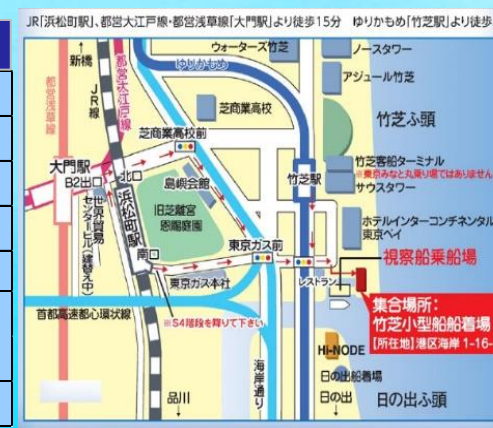 JR「浜松町駅」、都営大江戸線・都営浅草線「大門駅」より徒歩15分 ゆりかもめ「竹芝駅」より徒歩
新橋
都営浅草線
JR線
都営大江戸線
ゆりかもめ
ウォーターズ竹芝
ノースタワー
アジュール竹芝
芝商業高校
竹芝ふ頭
芝商業高校前
大門駅
B2出口
北口
浜松町駅
島嶼会館
竹芝駅
竹芝客船ターミナル
※東京みなと丸乗り場ではありません。
サウスタワー
旧芝離宮
恩賜庭園
世界貿易
センタービル(建替え中)
ホテルインターコンチネンタル
東京ベイ
南口
東京ガス前
視察船乗船場
東京ガス本社
レストラン
首都高速都心環状線
※S4階段を降りて下さい
集合場所:
竹芝小型船船着場
【所在地】港区海岸 1-16-
海岸通り
Hi-NODE
日の出船着場
品川
日の出
日の出ふ頭